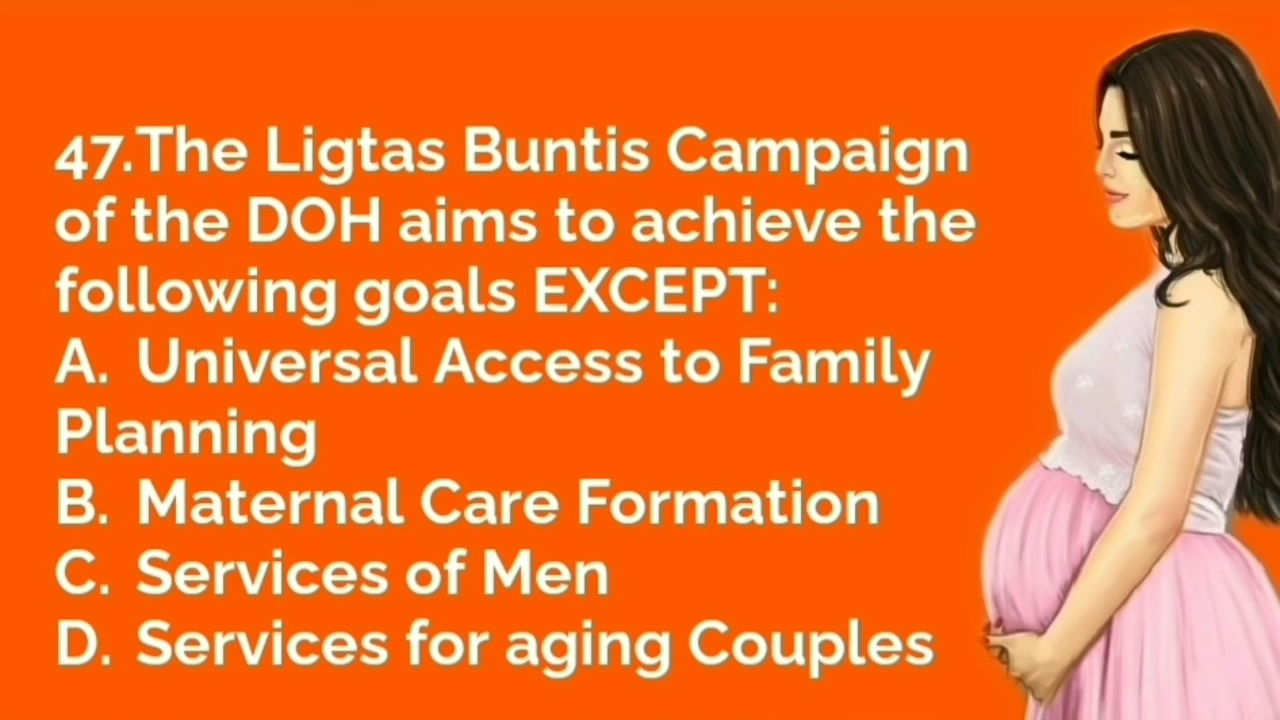 47.The Ligtas Buntis Campaign
of the DOH aims to achieve the
following goals EXCEPT:
A. Universal Access to Family
Planning
B. Maternal Care Formation
C. Services of Men
D. Services for aging Couples